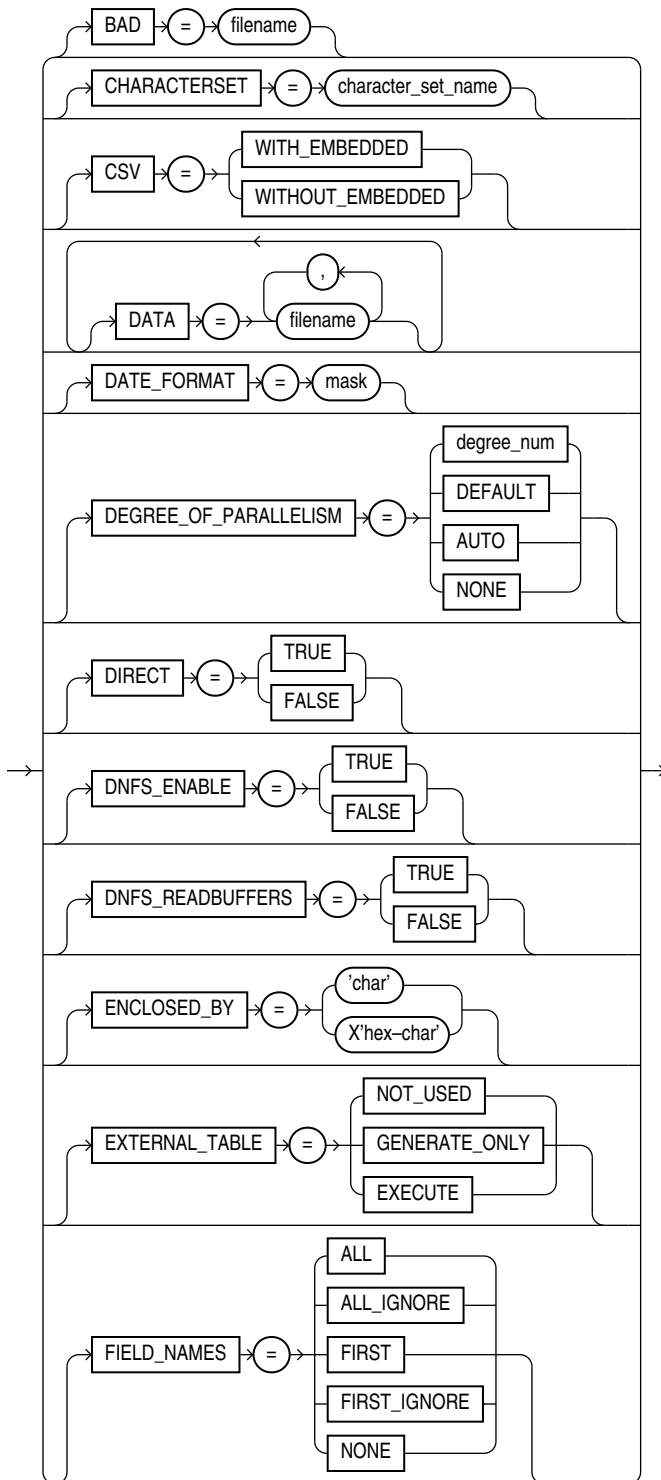 BAD = filename
CHARACTERSET = character_set_name
CSV = WITH_EMBEDDED
WITHOUT_EMBEDDED
,
DATA = filename
DATE_FORMAT = mask
degree_num
DEFAULT
DEGREE_OF_PARALLELISM =
AUTO
NONE
TRUE
DIRECT =
FALSE
TRUE
DNFS_ENABLE =
FALSE
TRUE
DNFS_READBUFFERS =
FALSE
'char'
ENCLOSED_BY =
X'hex–char'
NOT_USED
EXTERNAL_TABLE = GENERATE_ONLY
EXECUTE
ALL
ALL_IGNORE
FIELD_NAMES = FIRST
FIRST_IGNORE
NONE